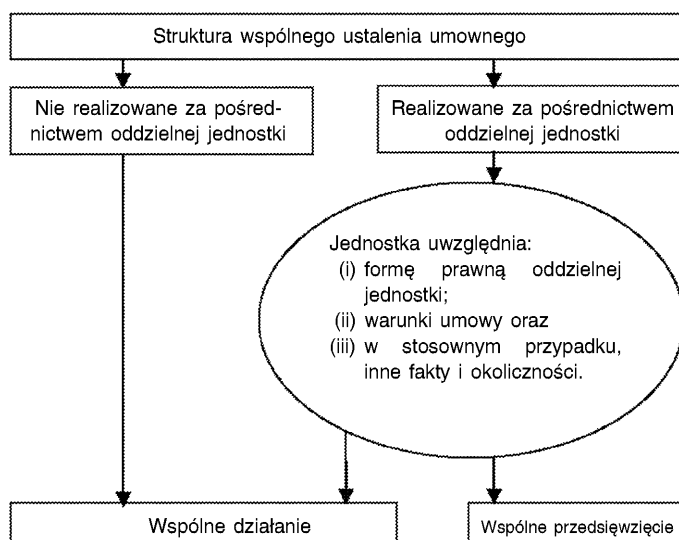 Struktura wspólnego ustalenia umownego
Nie realizowane za pośred-
nictwem oddzielnej jednostki
Realizowane za pośrednictwem
oddzielnej jednostki
Jednostka uwzględnia:
(i) formę prawną oddzielnej
jednostki;
(ii) warunki umowy oraz
(iii) w stosownym przypadku,
inne fakty i okoliczności.
Wspólne działanie
Wspólne przedsięwzięcie